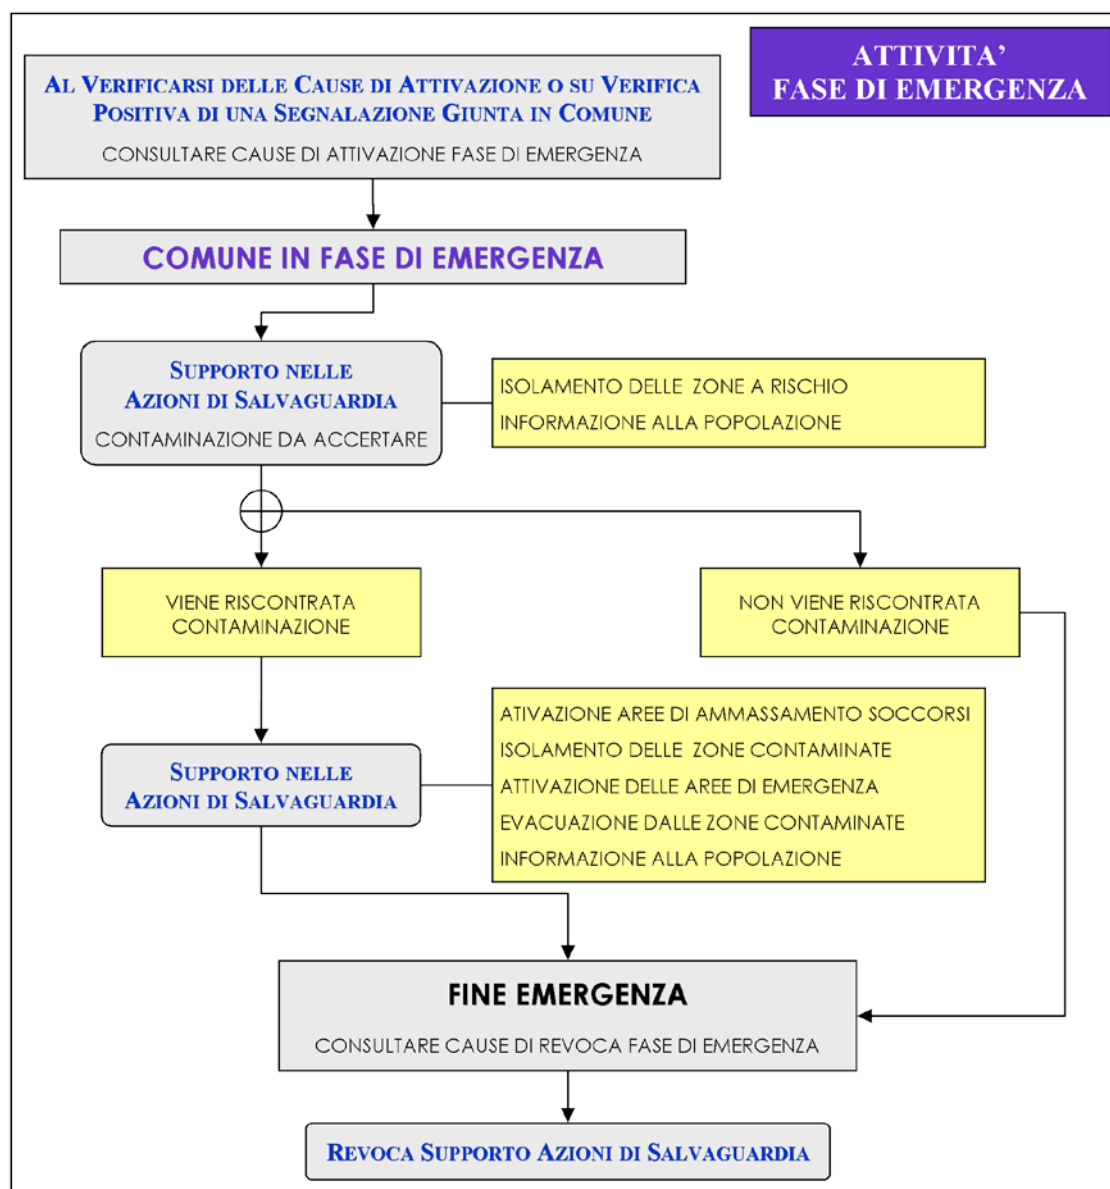 ATTIVITA’
FASE DI EMERGENZA
AL VERIFICARSI DELLE CAUSE DI ATTIVAZIONE O SU VERIFICA
POSITIVA DI UNA SEGNALAZIONE GIUNTA IN COMUNE
CONSULTARE CAUSE DI ATTIVAZIONE FASE DI EMERGENZA
COMUNE IN FASE DI EMERGENZA
SUPPORTO NELLE
AZIONI DI SALVAGUARDIA
CONTAMINAZIONE DA ACCERTARE
ISOLAMENTO DELLE ZONE A RISCHIO
INFORMAZIONE ALLA POPOLAZIONE
VIENE RISCONTRATA
CONTAMINAZIONE
NON VIENE RISCONTRATA
CONTAMINAZIONE
SUPPORTO NELLE
AZIONI DI SALVAGUARDIA
ATIVAZIONE AREE DI AMMASSAMENTO SOCCORSI
ISOLAMENTO DELLE ZONE CONTAMINATE
ATTIVAZIONE DELLE AREE DI EMERGENZA
EVACUAZIONE DALLE ZONE CONTAMINATE
INFORMAZIONE ALLA POPOLAZIONE
FINE EMERGENZA
CONSULTARE CAUSE DI REVOCA FASE DI EMERGENZA
REVOCA SUPPORTO AZIONI DI SALVAGUARDIA